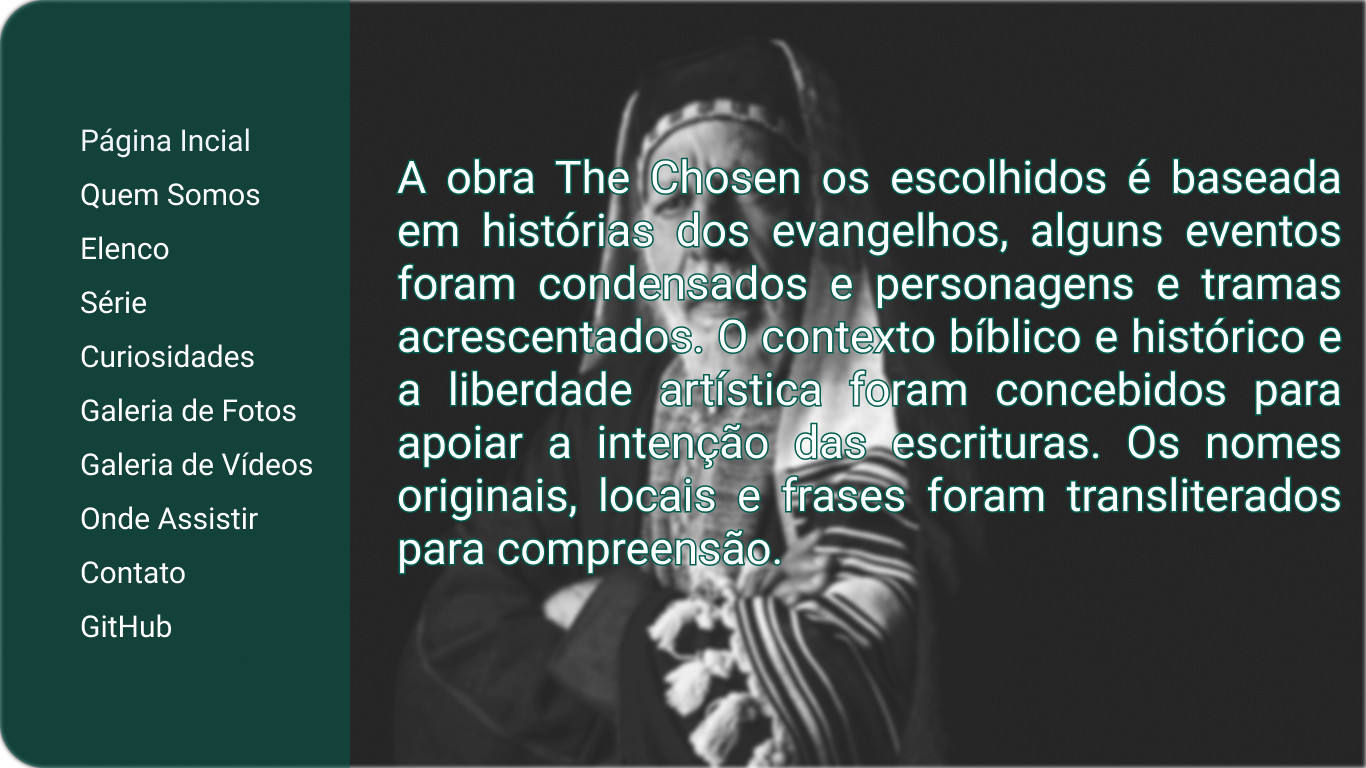 Página Incial
Quem Somos
Elenco
Série
Curiosidades
Galeria de Fotos
Galeria de Vídeos
Onde Assistir
Contato
GitHub
A obra The Chosen os escolhidos é baseada
em histórias dos evangelhos, alguns eventos
foram condensados e personagens e tramas
acrescentados. O contexto bíblico e histórico e
a liberdade artística foram concebidos para
apoiar a intenção das escrituras. Os nomes
originais, locais e frases foram transliterados
para compreensão.